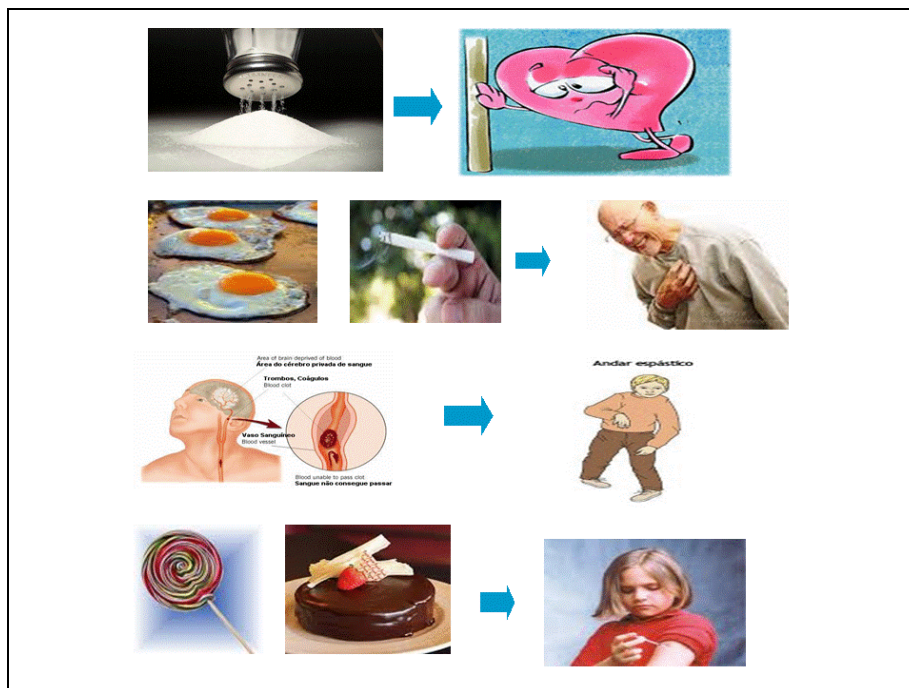 Area of brain deprived of blood
Área do cérebro privada de sangue
Trombos, Coágulos
Blood clot
Vaso Sanguíneo
Blood vessel
Blood unable to pass clot
Sangue não consegue passar
Andar espástico